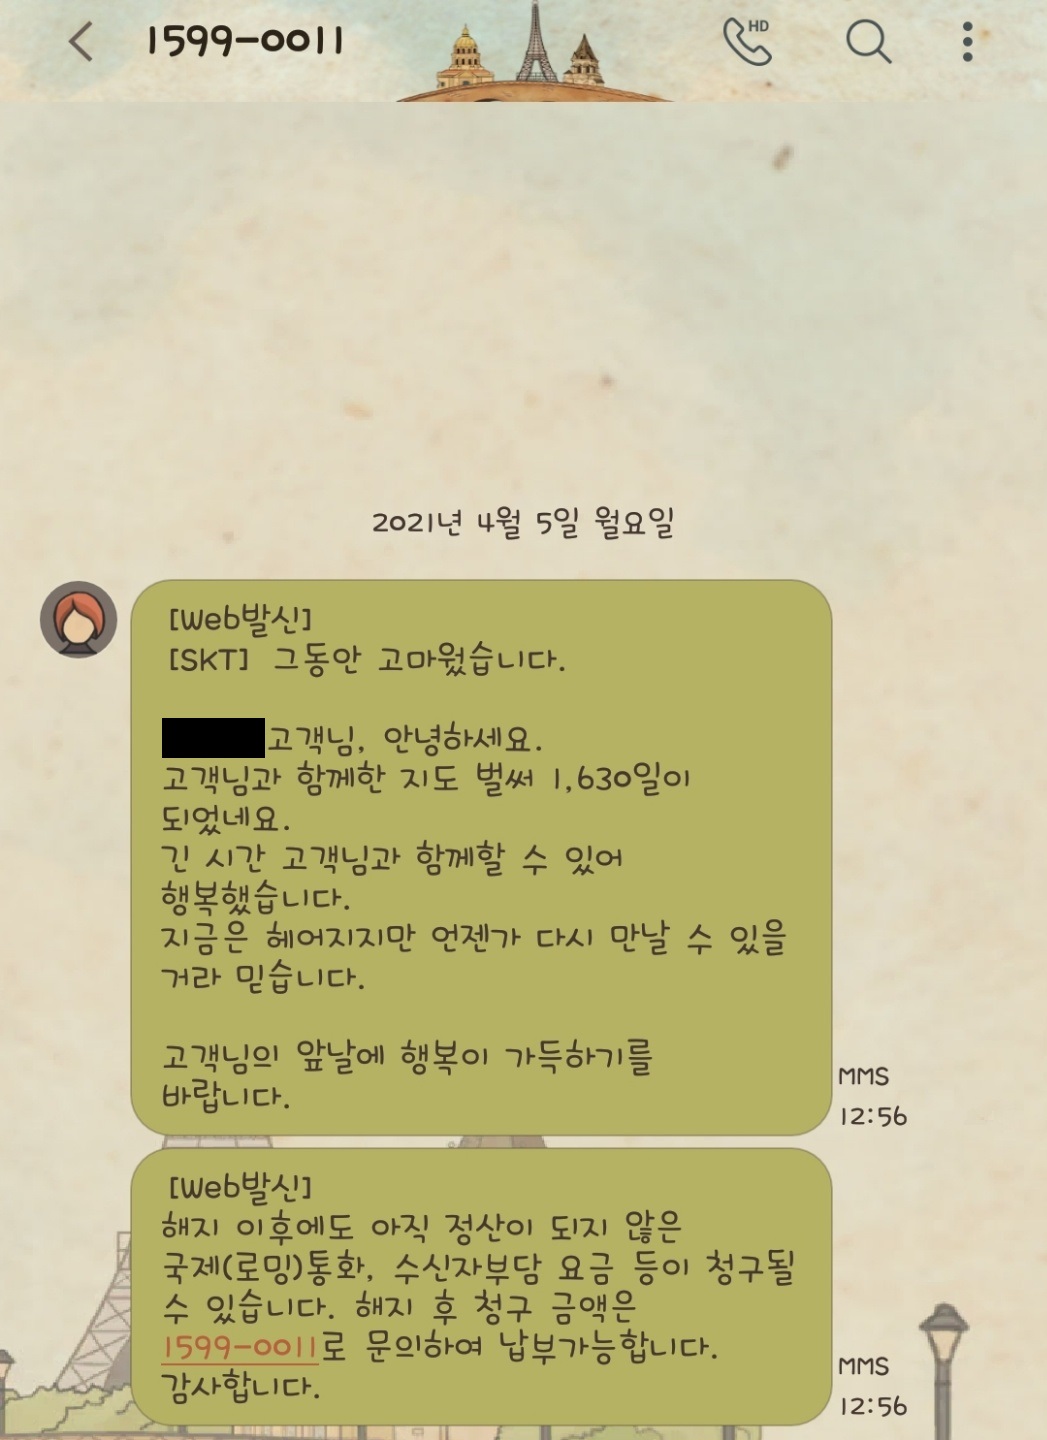 1599-0011
HD
2021년 4월 5일 월요일
[Web발신]
[SKT] 그동안 고마웠습니다.
고객님, 안녕하세요.
고객님과 함께한 지도 벌써 1,630일이
되었네요.
긴 시간 고객님과 함께할 수 있어
행복했습니다.
지금은 헤어지지만 언젠가 다시 만날 수 있을
거라 믿습니다.
고객님의 앞날에 행복이 가득하기를
바랍니다.
MMS
12:56
[Web발신]
해지 이후에도 아직 정산이 되지 않은
국제(로밍)통화, 수신자부담 요금 등이 청구될
수 있습니다. 해지 후 청구 금액은
1599-0011로 문의하여 납부가능합니다.
감사합니다.
MMS
12:56